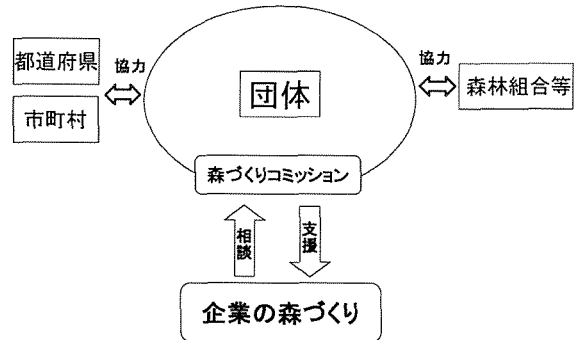 都道府県
市町村
協力
団体
協力
森林組合等
森づくりコミッション
相談
支援
企業の森づくり